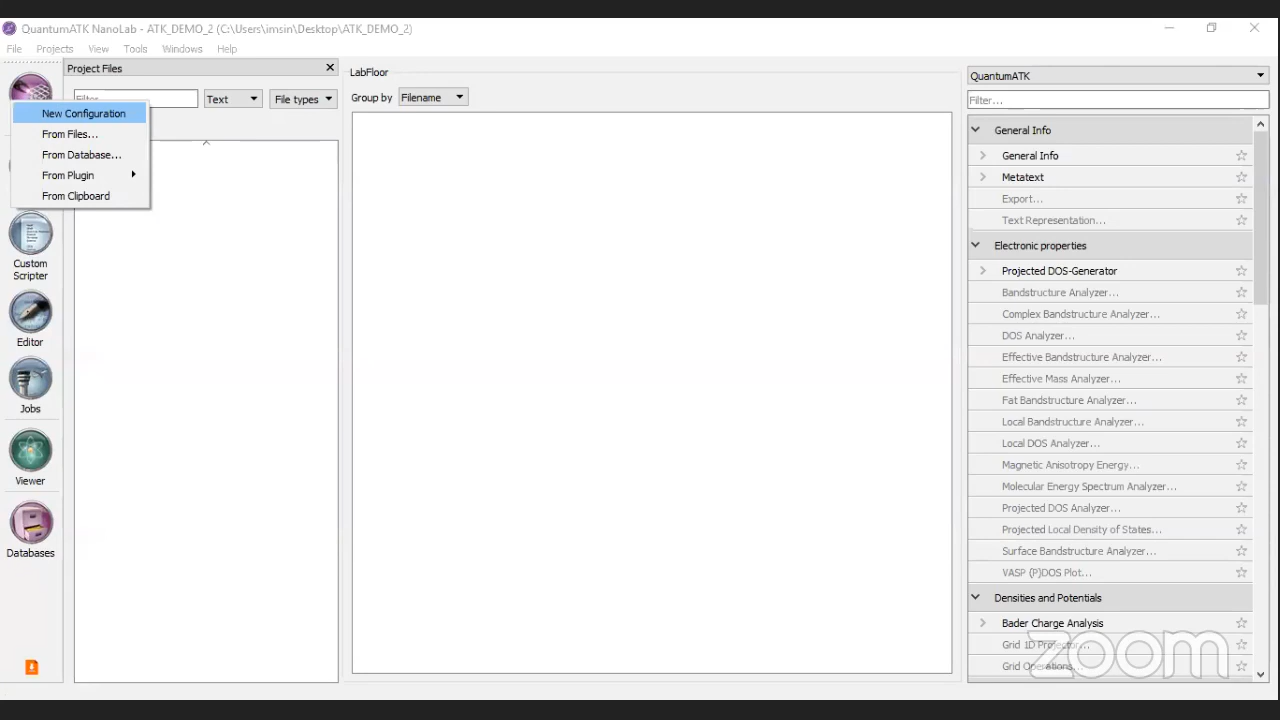 QuantumATK NanoLab - ATK_DEMO_2 (C:\Users\imsin\Desktop\ATK_DEMO_2)
File Projects View Tools Windows Help
Project Files
Text
File types
New Configuration
From Files...
From Database...
From Plugin
From Clipboard
Custom
Scripter
Editor
Jobs
Viewer
Databases
LabFloor
Group by Filename
QuantumATK
Filter...
General Info
General Info
Metatext
Export...
Text Representation...
Electronic properties
Projected DOS-Generator
Bandstructure Analyzer...
Complex Bandstructure Analyzer...
DOS Analyzer...
Effective Bandstructure Analyzer...
Effective Mass Analyzer...
Fat Bandstructure Analyzer...
Local Bandstructure Analyzer...
Local DOS Analyzer...
Magnetic Anisotropy Energy...
Molecular Energy Spectrum Analyzer...
Projected DOS Analyzer...
Projected Local Density of States...
Surface Bandstructure Analyzer...
VASP (P)DOS Plot...
Densities and Potentials
Bader Charge Analysis
Grid 1D Projector...
Grid Operations...
zoom